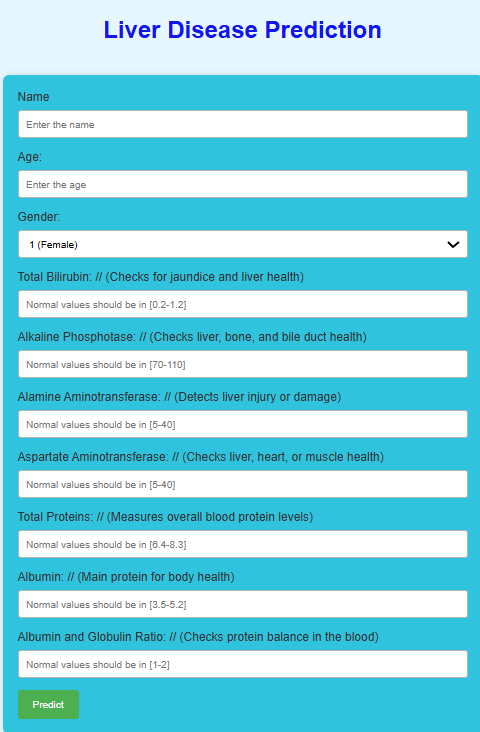 Liver Disease Prediction
Name
Enter the name
Age:
Enter the age
Gender:
1 (Female)
Total Bilirubin: // (Checks for jaundice and liver health)
Normal values should be in [0.2-1.2]
Alkaline Phosphotase: // (Checks liver, bone, and bile duct health)
Normal values should be in [70-110]
Alamine Aminotransferase: // (Detects liver injury or damage)
Normal values should be in [5-40]
Aspartate Aminotransferase: // (Checks liver, heart, or muscle health)
Normal values should be in [5-40]
Total Proteins: // (Measures overall blood protein levels)
Normal values should be in [6.4-8.3]
Albumin: // (Main protein for body health)
Normal values should be in [3.5-5.2]
Albumin and Globulin Ratio: // (Checks protein balance in the blood)
Normal values should be in [1-2]
Predict